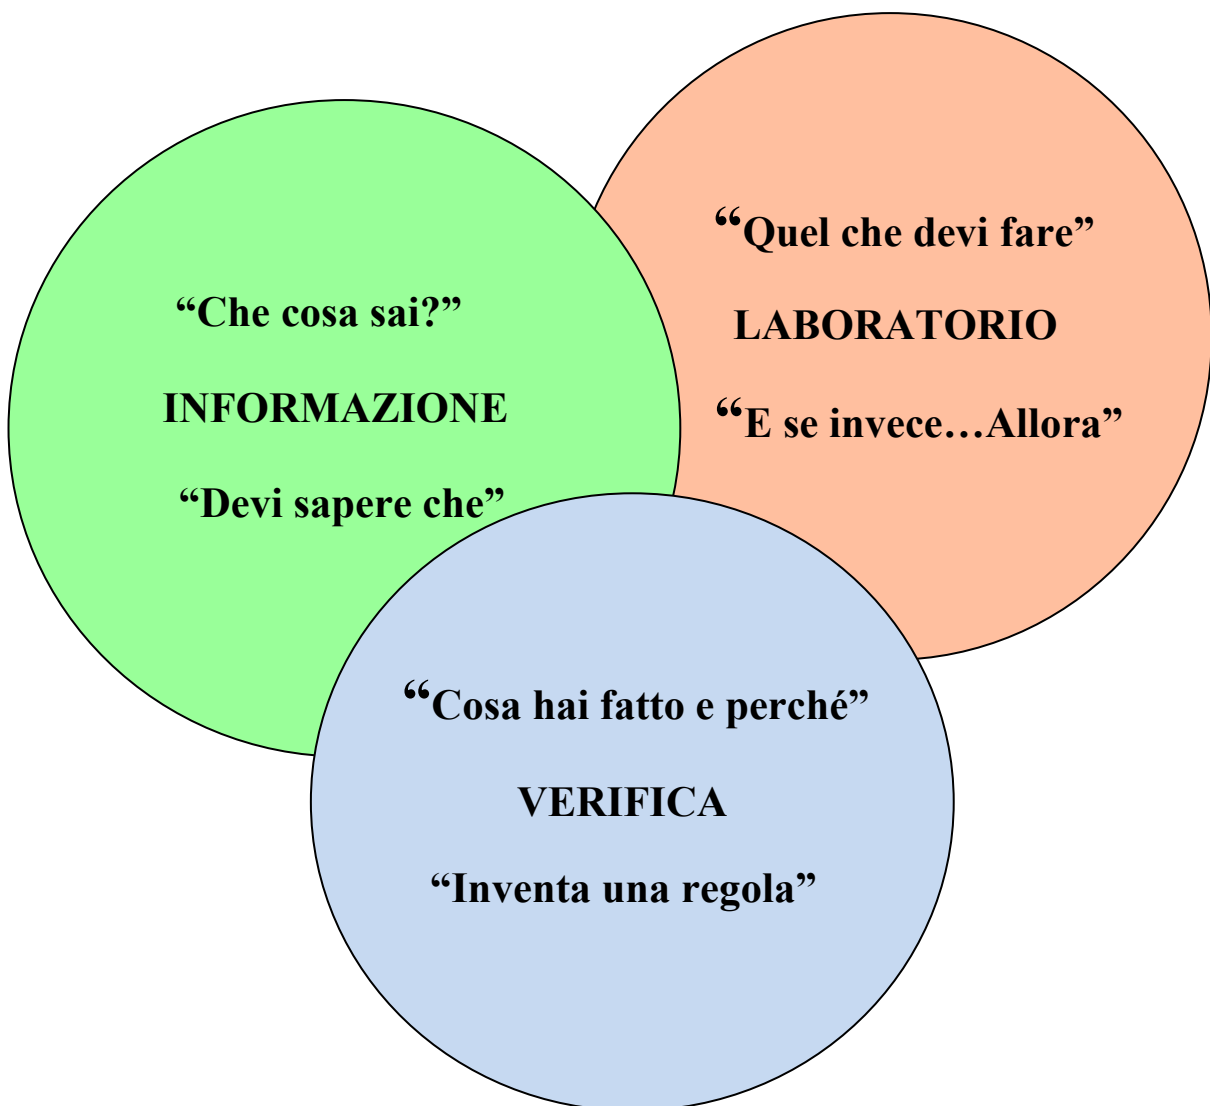 “Che cosa sai?”
INFORMAZIONE
“Devi sapere che”
“Quel che devi fare”
LABORATORIO
“E se invece…Allora”
“Cosa hai fatto e perché”
VERIFICA
“Inventa una regola”